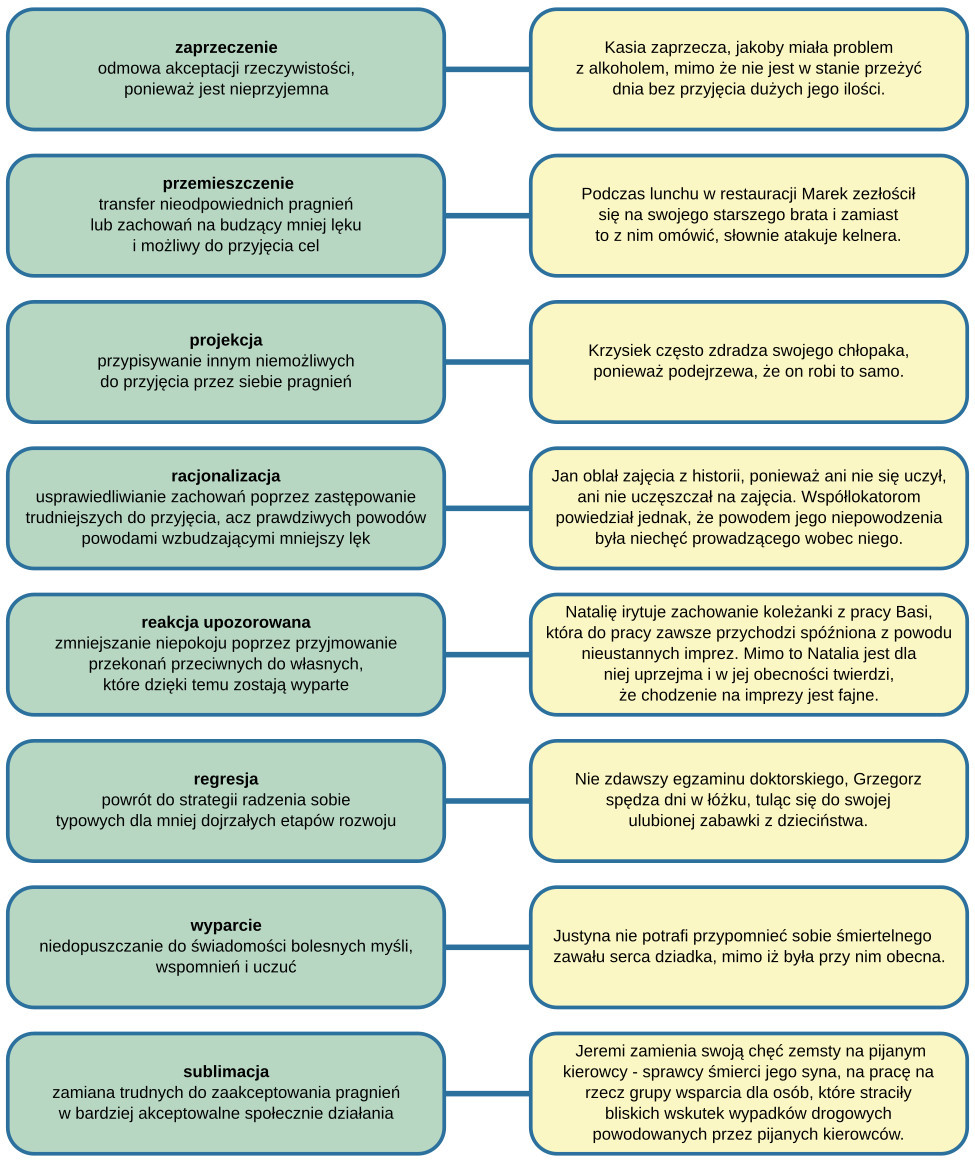 zaprzeczenie
odmowa akceptacji rzeczywistości,
ponieważ jest nieprzyjemna
Kasia zaprzecza, jakoby miała problem
z alkoholem, mimo że nie jest w stanie przeżyć
dnia bez przyjęcia dużych jego ilości.
przemieszczenie
transfer nieodpowiednich pragnień
lub zachowań na budzący mniej lęku
i możliwy do przyjęcia cel
Podczas lunchu w restauracji Marek zezłościł
się na swojego starszego brata i zamiast
to z nim omówić, słownie atakuje kelnera.
projekcja
przypisywanie innym niemożliwych
do przyjęcia przez siebie pragnień
Krzysiek często zdradza swojego chłopaka,
ponieważ podejrzewa, że on robi to samo.
racjonalizacja
usprawiedliwianie zachowań poprzez zastępowanie
trudniejszych do przyjęcia, acz prawdziwych powodów
powodami wzbudzającymi mniejszy lęk
Jan oblał zajęcia z historii, ponieważ ani nie się uczył,
ani nie uczęszczał na zajęcia. Współlokatorom
powiedział jednak, że powodem jego niepowodzenia
była niechęć prowadzącego wobec niego.
reakcja upozorowana
zmniejszanie niepokoju poprzez przyjmowanie
przekonań przeciwnych do własnych,
które dzięki temu zostają wyparte
Natalię irytuje zachowanie koleżanki z pracy Basi,
która do pracy zawsze przychodzi spóźniona z powodu
nieustannych imprez. Mimo to Natalia jest dla
niej uprzejma i w jej obecności twierdzi,
że chodzenie na imprezy jest fajne.
regresja
powrót do strategii radzenia sobie
typowych dla mniej dojrzałych etapów rozwoju
Nie zdawszy egzaminu doktorskiego, Grzegorz
spędza dni w łóżku, tuląc się do swojej
ulubionej zabawki z dzieciństwa.
wyparcie
niedopuszczanie do świadomości bolesnych myśli,
wspomnień i uczuć
Justyna nie potrafi przypomnieć sobie śmiertelnego
zawału serca dziadka, mimo iż była przy nim obecna.
sublimacja
zamiana trudnych do zaakceptowania pragnień
w bardziej akceptowalne społecznie działania
Jeremi zamienia swoją chęć zemsty na pijanym
kierowcy - sprawcy śmierci jego syna, na pracę na
rzecz grupy wsparcia dla osób, które straciły
bliskich wskutek wypadków drogowych
powodowanych przez pijanych kierowców.